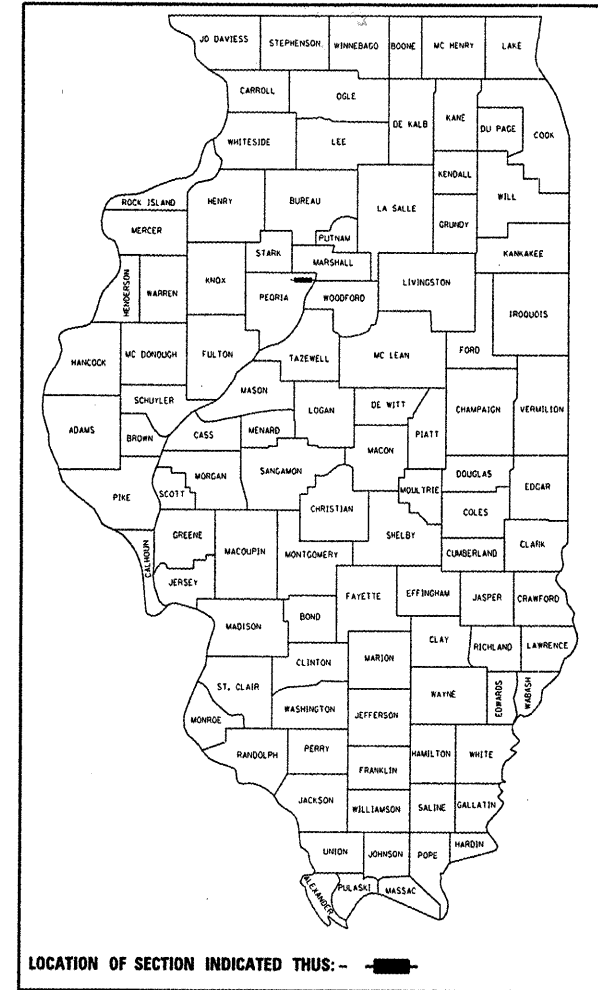 JO DAVIESS STEPHENSON WINNEBAGO BOONE MC HENRY LAKE
CARROLL OGLE DE KALB KANE DU PAGE COOK
WHITESIDE LEE
KENDALL WILL
ROCK ISLAND HENRY BUREAU LA SALLE GRUNDY
MERCER PUTNAM
STARK MARSHALL KANKAKEE
HENDERSON WARREN KNOX PEORIA WOODFORD LIVINGSTON IROQUOIS
HANCOCK MC DONOUGH FULTON TAZEWELL MC LEAN FORD
MASON
SCHUYLER LOGAN DE WITT CHAMPAIGN VERMILION
ADAMS BROWN CASS MENARD MACON PIATT
MORGAN SANGAMON DOUGLAS EDGAR
PIKE SCOTT CHRISTIAN MOULTRIE COLES
GREENE MACOUPIN MONTGOMERY SHELBY CUMBERLAND CLARK
CALHOUN JERSEY
FAYETTE EFFINGHAM JASPER CRAWFORD
MADISON BOND
CLAY RICHLAND LAWRENCE
CLINTON MARION
ST. CLAIR WAYNE EDWARDS WABASH
WASHINGTON JEFFERSON
MONROE
RANDOLPH PERRY HAMILTON WHITE
FRANKLIN
JACKSON WILLIAMSON SALINE GALLATIN
UNION JOHNSON POPE HARDIN
ALEXANDER PULASKI MASSAC
LOCATION OF SECTION INDICATED THUS: -